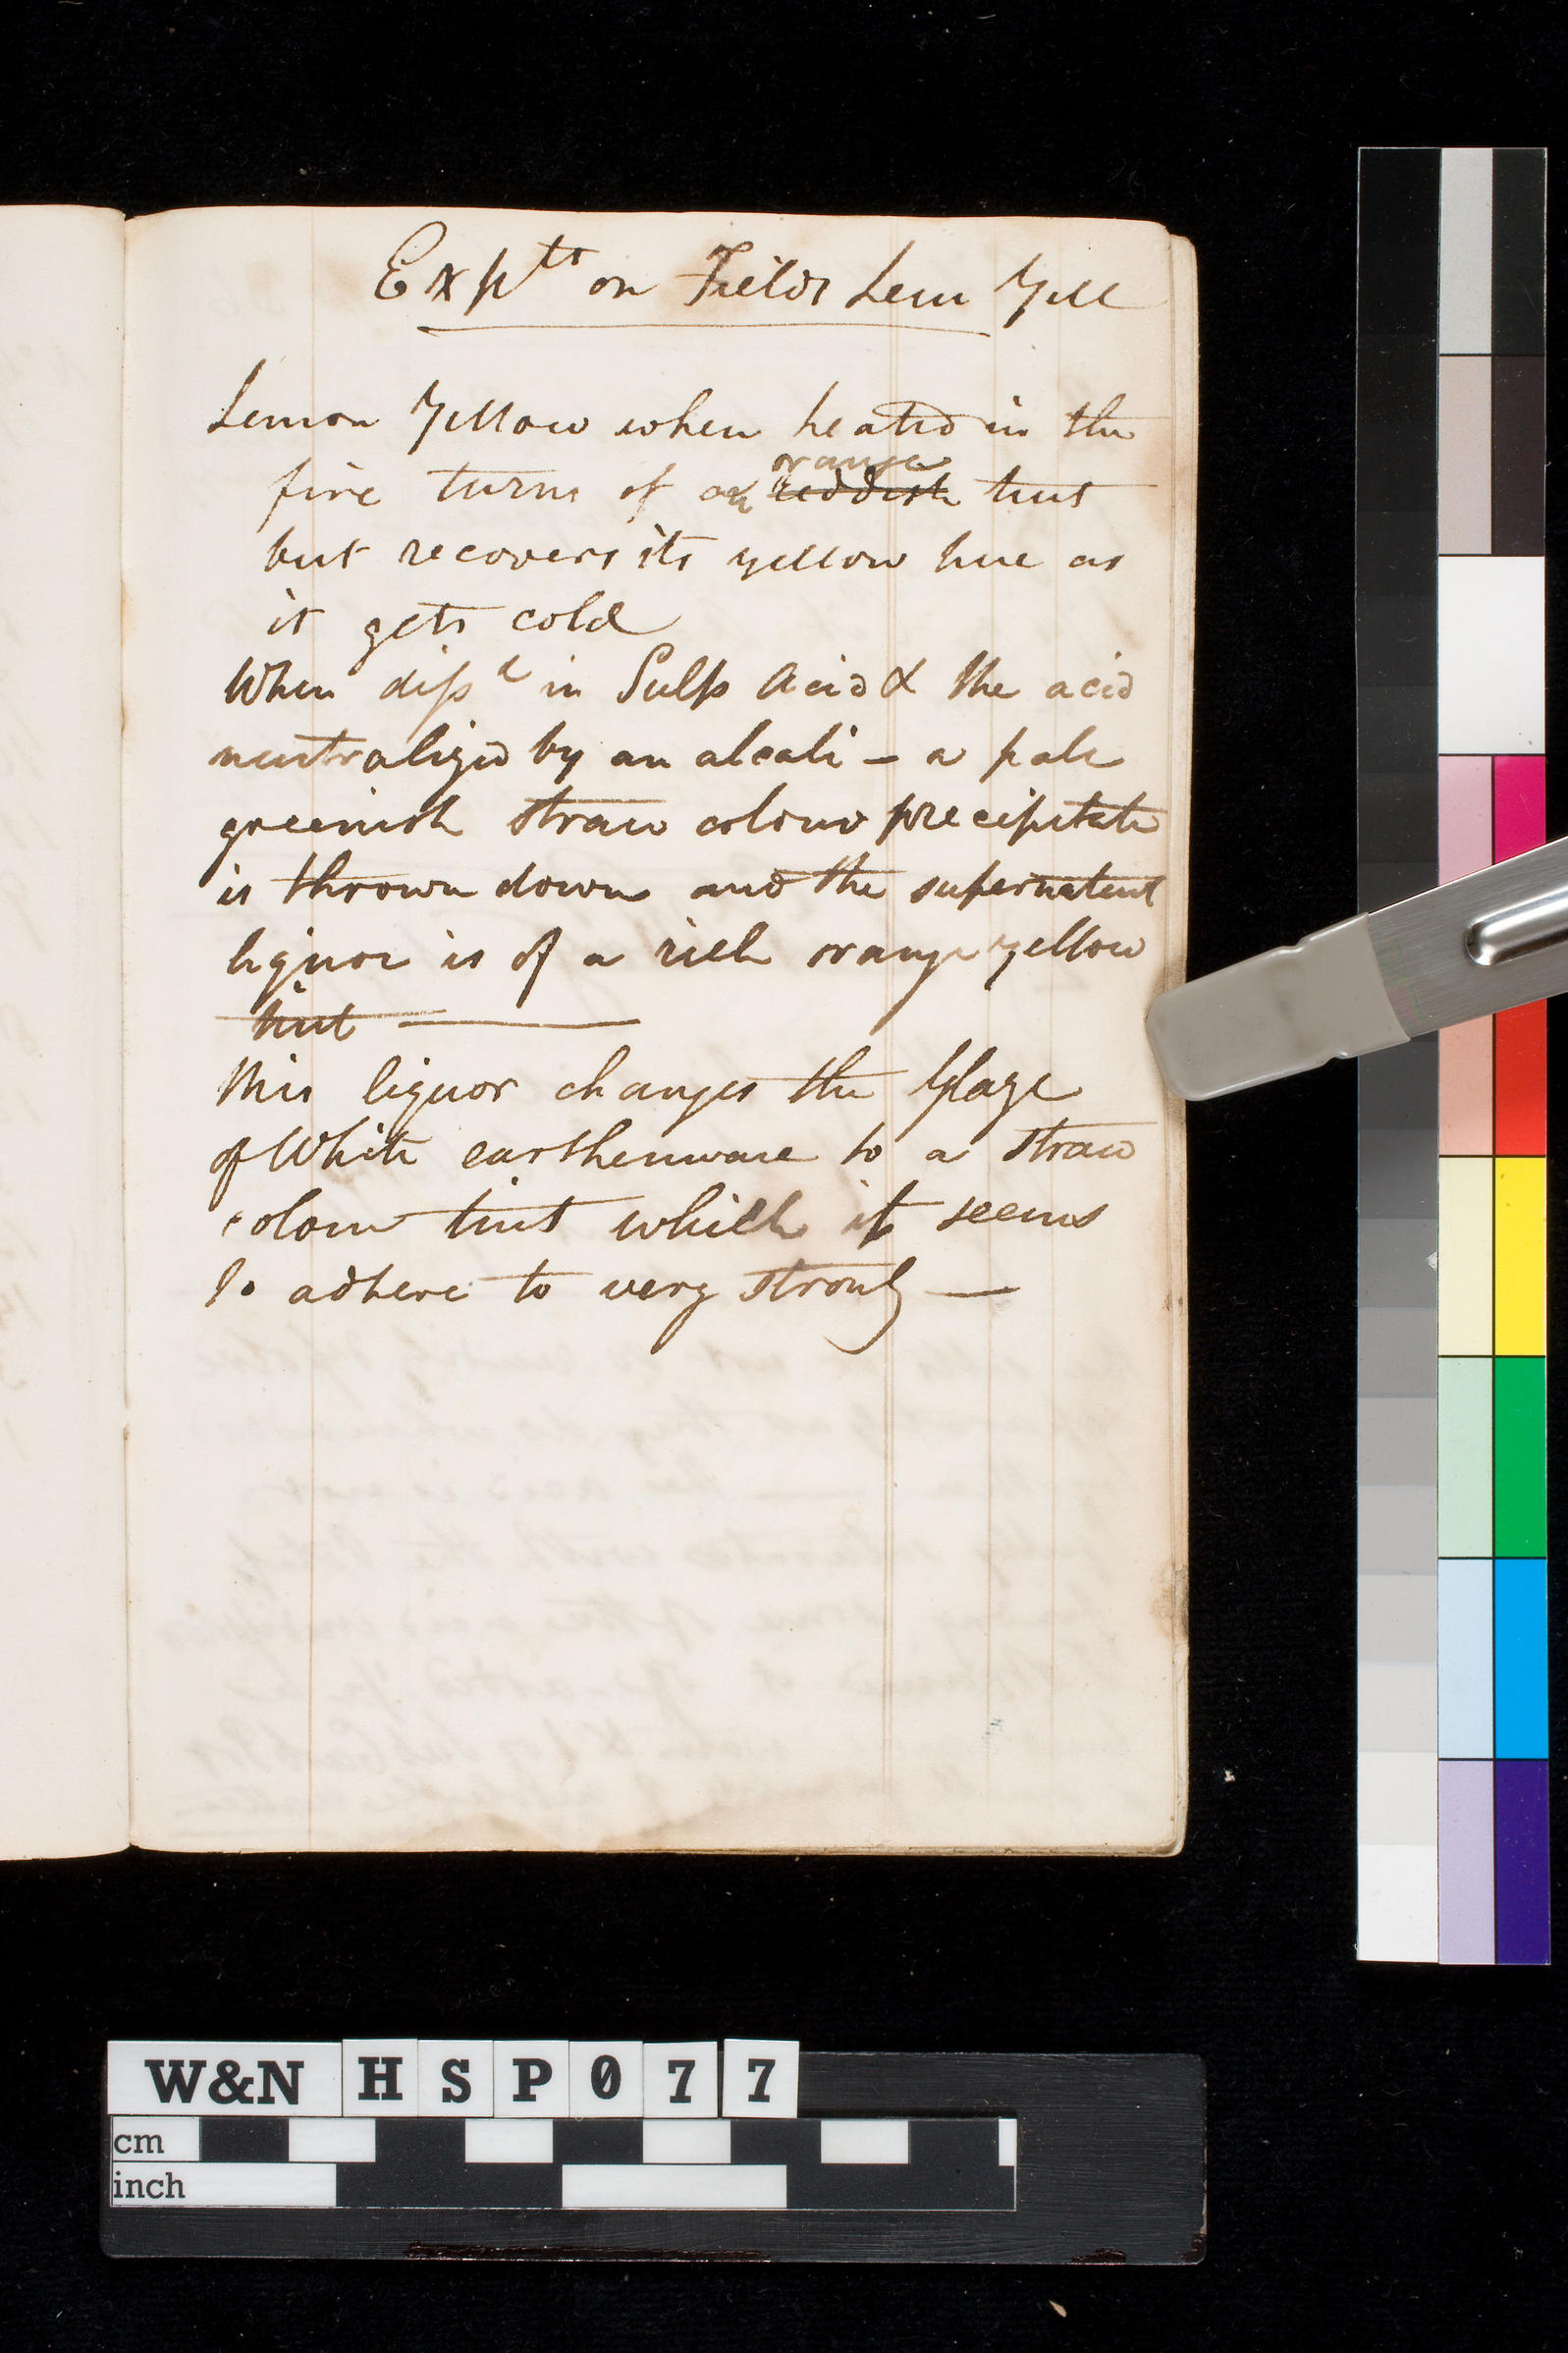 Exp.ts on Fields Lem Yell
Lemon Yellow when heated in the
orange
fire turns of an reddish tint
but recovers its yellow hue as
it gets cold
When dissd in Sulp Acid & the acid
neutralized by an alcali – a pale
greenish straw colour precipitate
is thrown down and the supernatent
liquor is of a rich orange yellow
tint —
this liquor changes the Glaze
of White earthenware to a straw
colour tint which it seems
to adhere to very strongly —
W&N HSP077
cm
inch